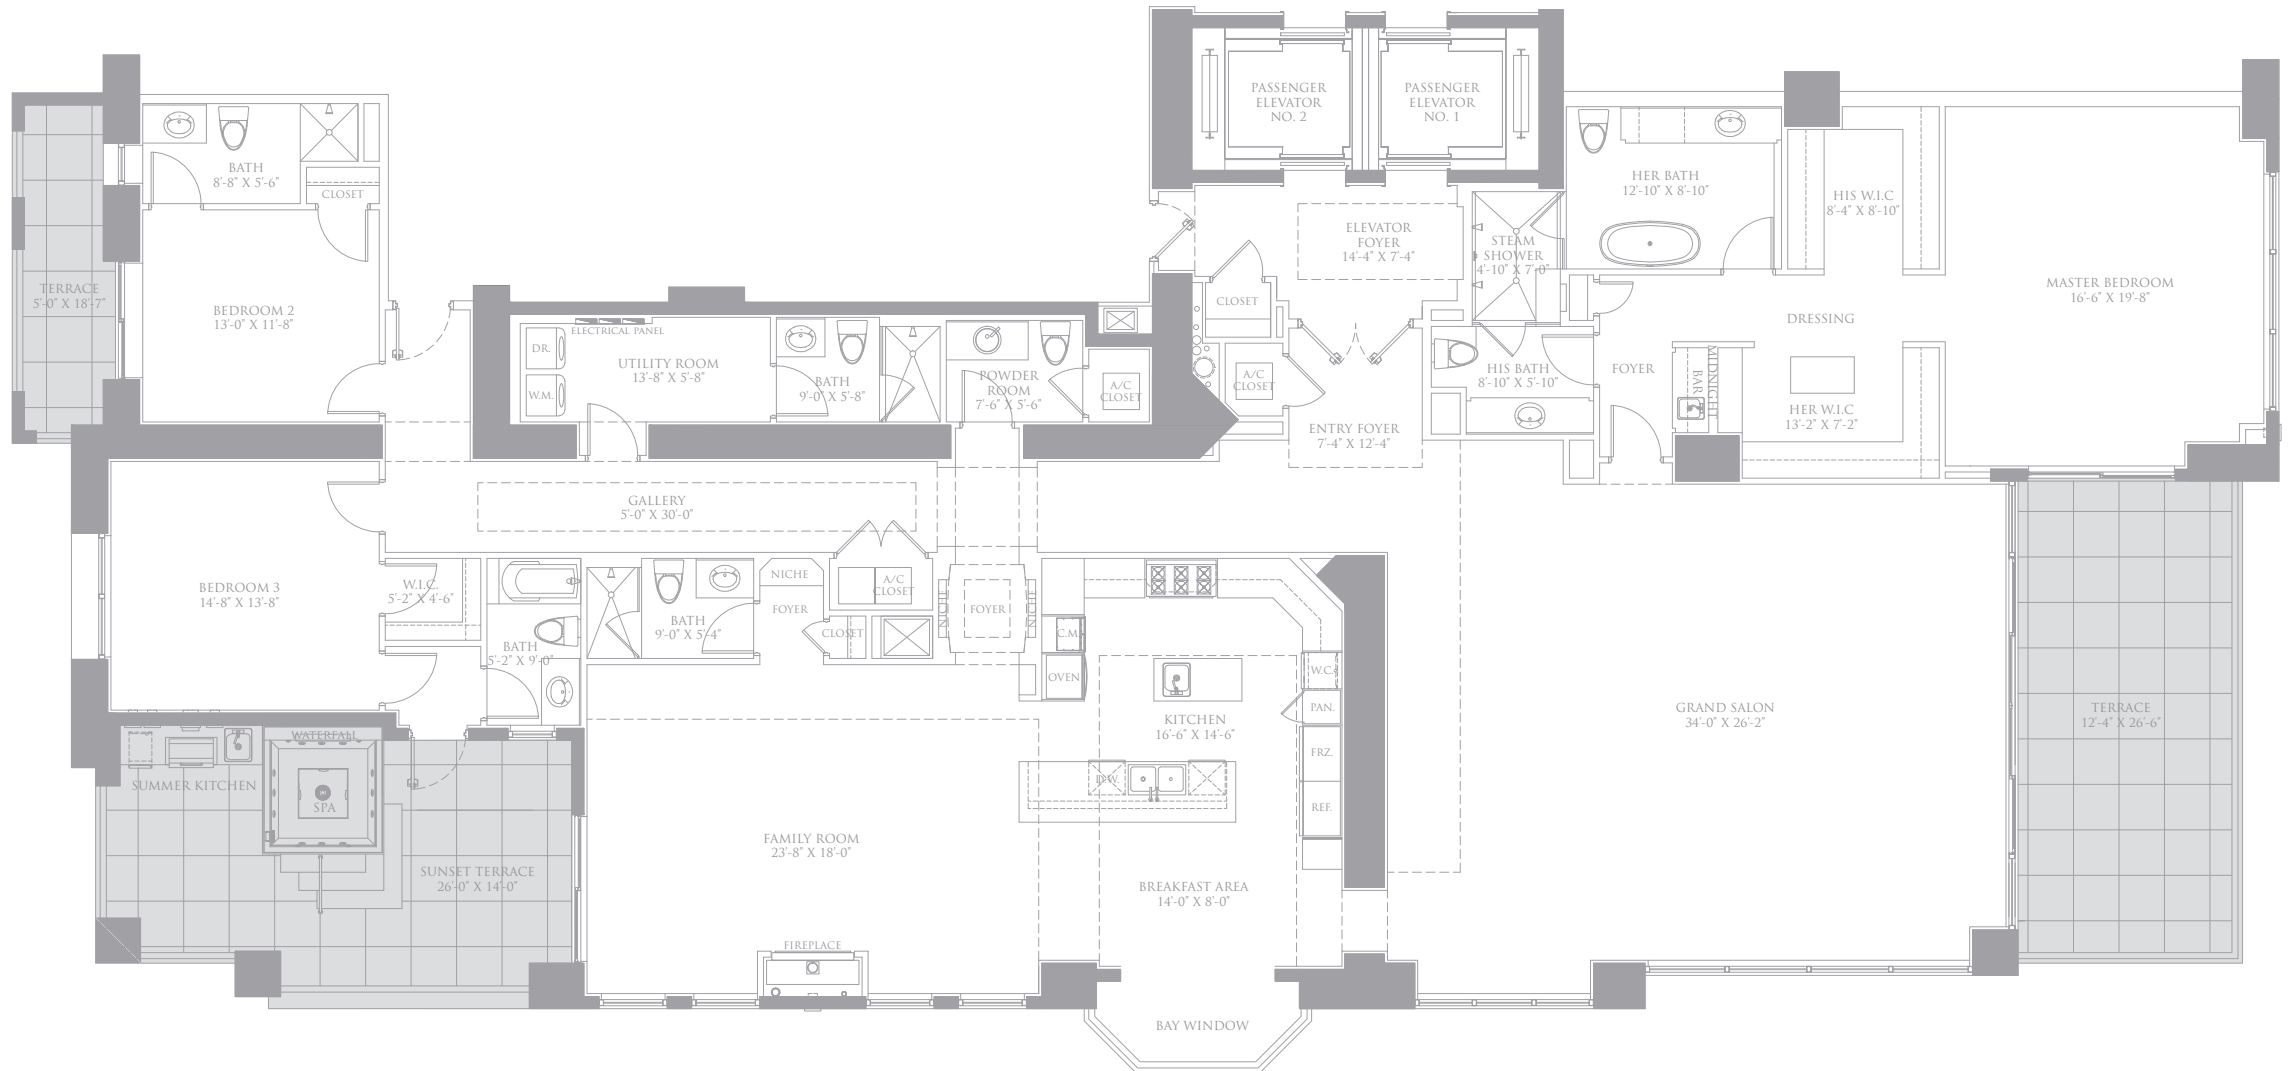 PASSENGER
ELEVATOR
NO. 2
PASSENGER
ELEVATOR
NO. 1
BATH
8'-8" X 5'-6"
CLOSET
HER BATH
12'-10" X 8'-10"
HIS W.I.C
8'-4" X 8'-10"
ELEVATOR
FOYER
14'-4" X 7'-4"
STEAM
SHOWER
4'-10" X 7'-0"
TERRACE
5'-0" X 18'-7"
BEDROOM 2
13'-0" X 11'-8"
MASTER BEDROOM
16'-6" X 19'-8"
CLOSET
DRESSING
ELECTRICAL PANEL
DR.
W.M.
UTILITY ROOM
13'-8" X 5'-8"
BATH
9'-0" X 5'-8"
POWDER
ROOM
7'-6" X 5'-6"
A/C
CLOSET
A/C
CLOSET
HIS BATH
8'-10" X 5'-10"
FOYER
MIDNIGHT
BAR
HER W.I.C
13'-2" X 7'-2"
ENTRY FOYER
7'-4" X 12'-4"
GALLERY
5'-0" X 30'-0"
BEDROOM 3
14'-8" X 13'-8"
W.I.C.
5'-2" X 4'-6"
BATH
5'-2" X 9'-0"
BATH
9'-0" X 5'-4"
NICHE
FOYER
A/C
CLOSET
CLOSET
NICHE
FOYER
NICHE
C.M.
OVEN
W.C.
PAN.
FRZ.
REF.
KITCHEN
16'-6" X 14'-6"
D.W.
GRAND SALON
34'-0" X 26'-2"
TERRACE
12'-4" X 26'-6"
WATERFALL
SUMMER KITCHEN
SPA
SUNSET TERRACE
26'-0" X 14'-0"
FAMILY ROOM
23'-8" X 18'-0"
BREAKFAST AREA
14'-0" X 8'-0"
FIREPLACE
BAY WINDOW